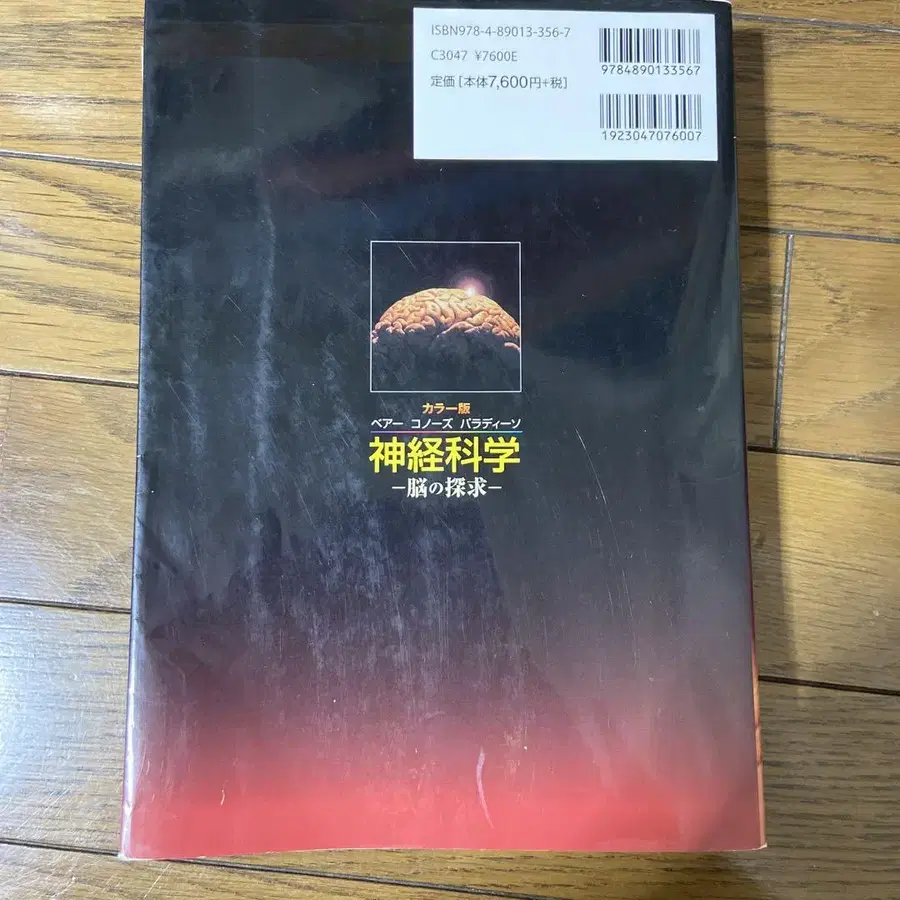 ISBN978-4-89013-356-7
C3047 ¥7600E
定価 [本体7,600円+税]
9784890133567
1923047076007
カラー版
ベアー コノーズ パラディーソ
神経科学
−脳の探求−